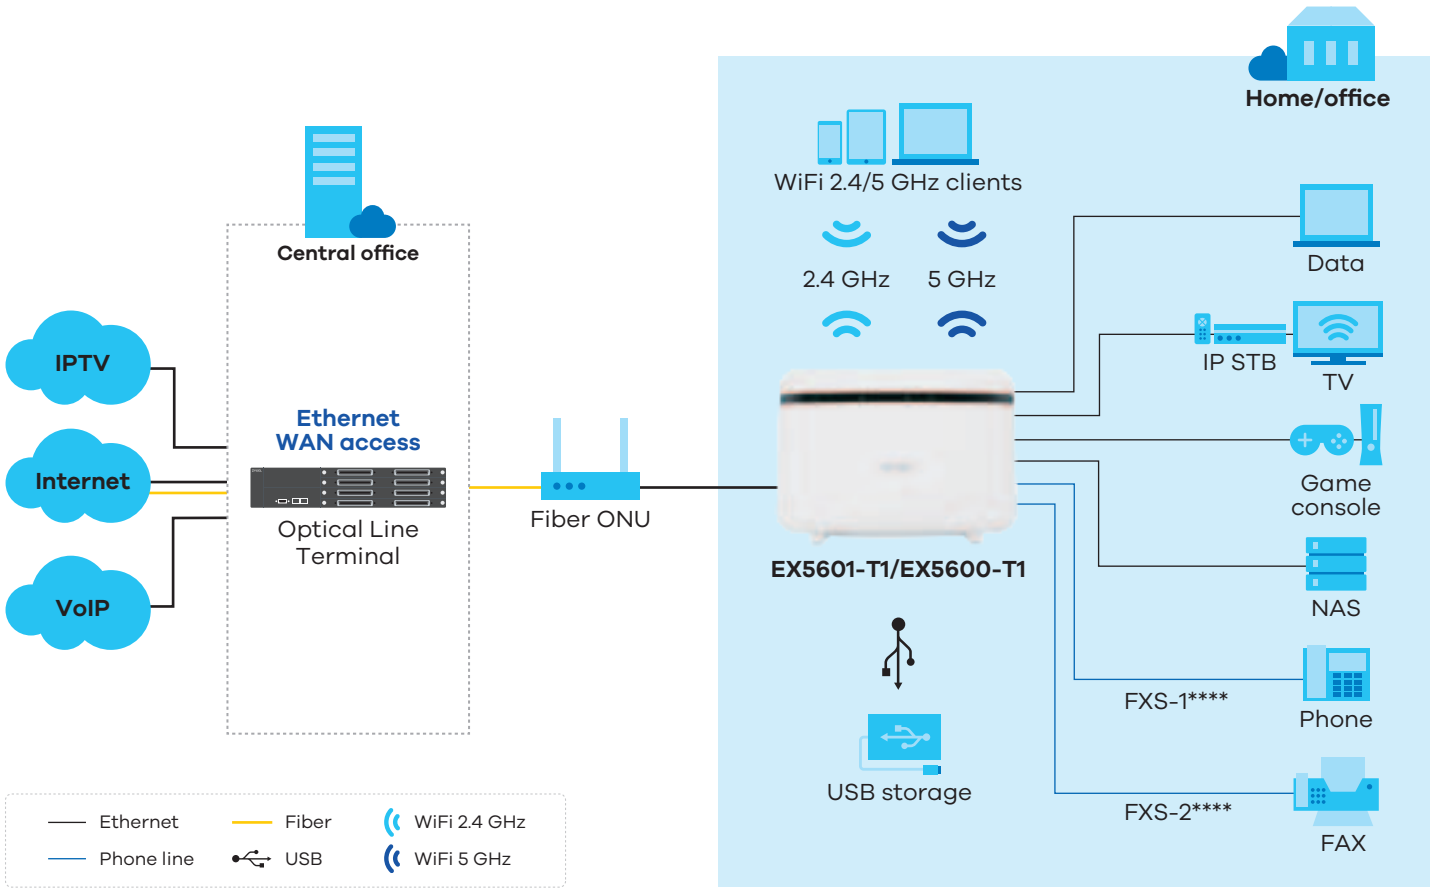 Home/office
WiFi 2.4/5 GHz clients
2.4 GHz
5 GHz
Data
IP STB
TV
Game
console
NAS
FXS-1****
Phone
FXS-2****
FAX
Central office
IPTV
Internet
VoIP
Ethernet
WAN access
Optical Line
Terminal
Fiber ONU
EX5601-T1/EX5600-T1
USB storage
Ethernet
Fiber
WiFi 2.4 GHz
Phone line
USB
WiFi 5 GHz